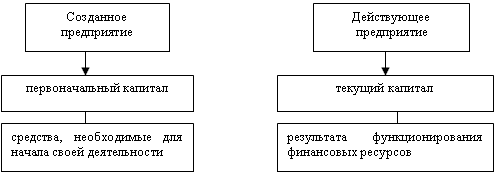 Созданное
предприятие
Действующее
предприятие
первоначальный капитал
текущий капитал
средства, необходимые для
начала своей деятельности
результата функционирования
финансовых ресурсов